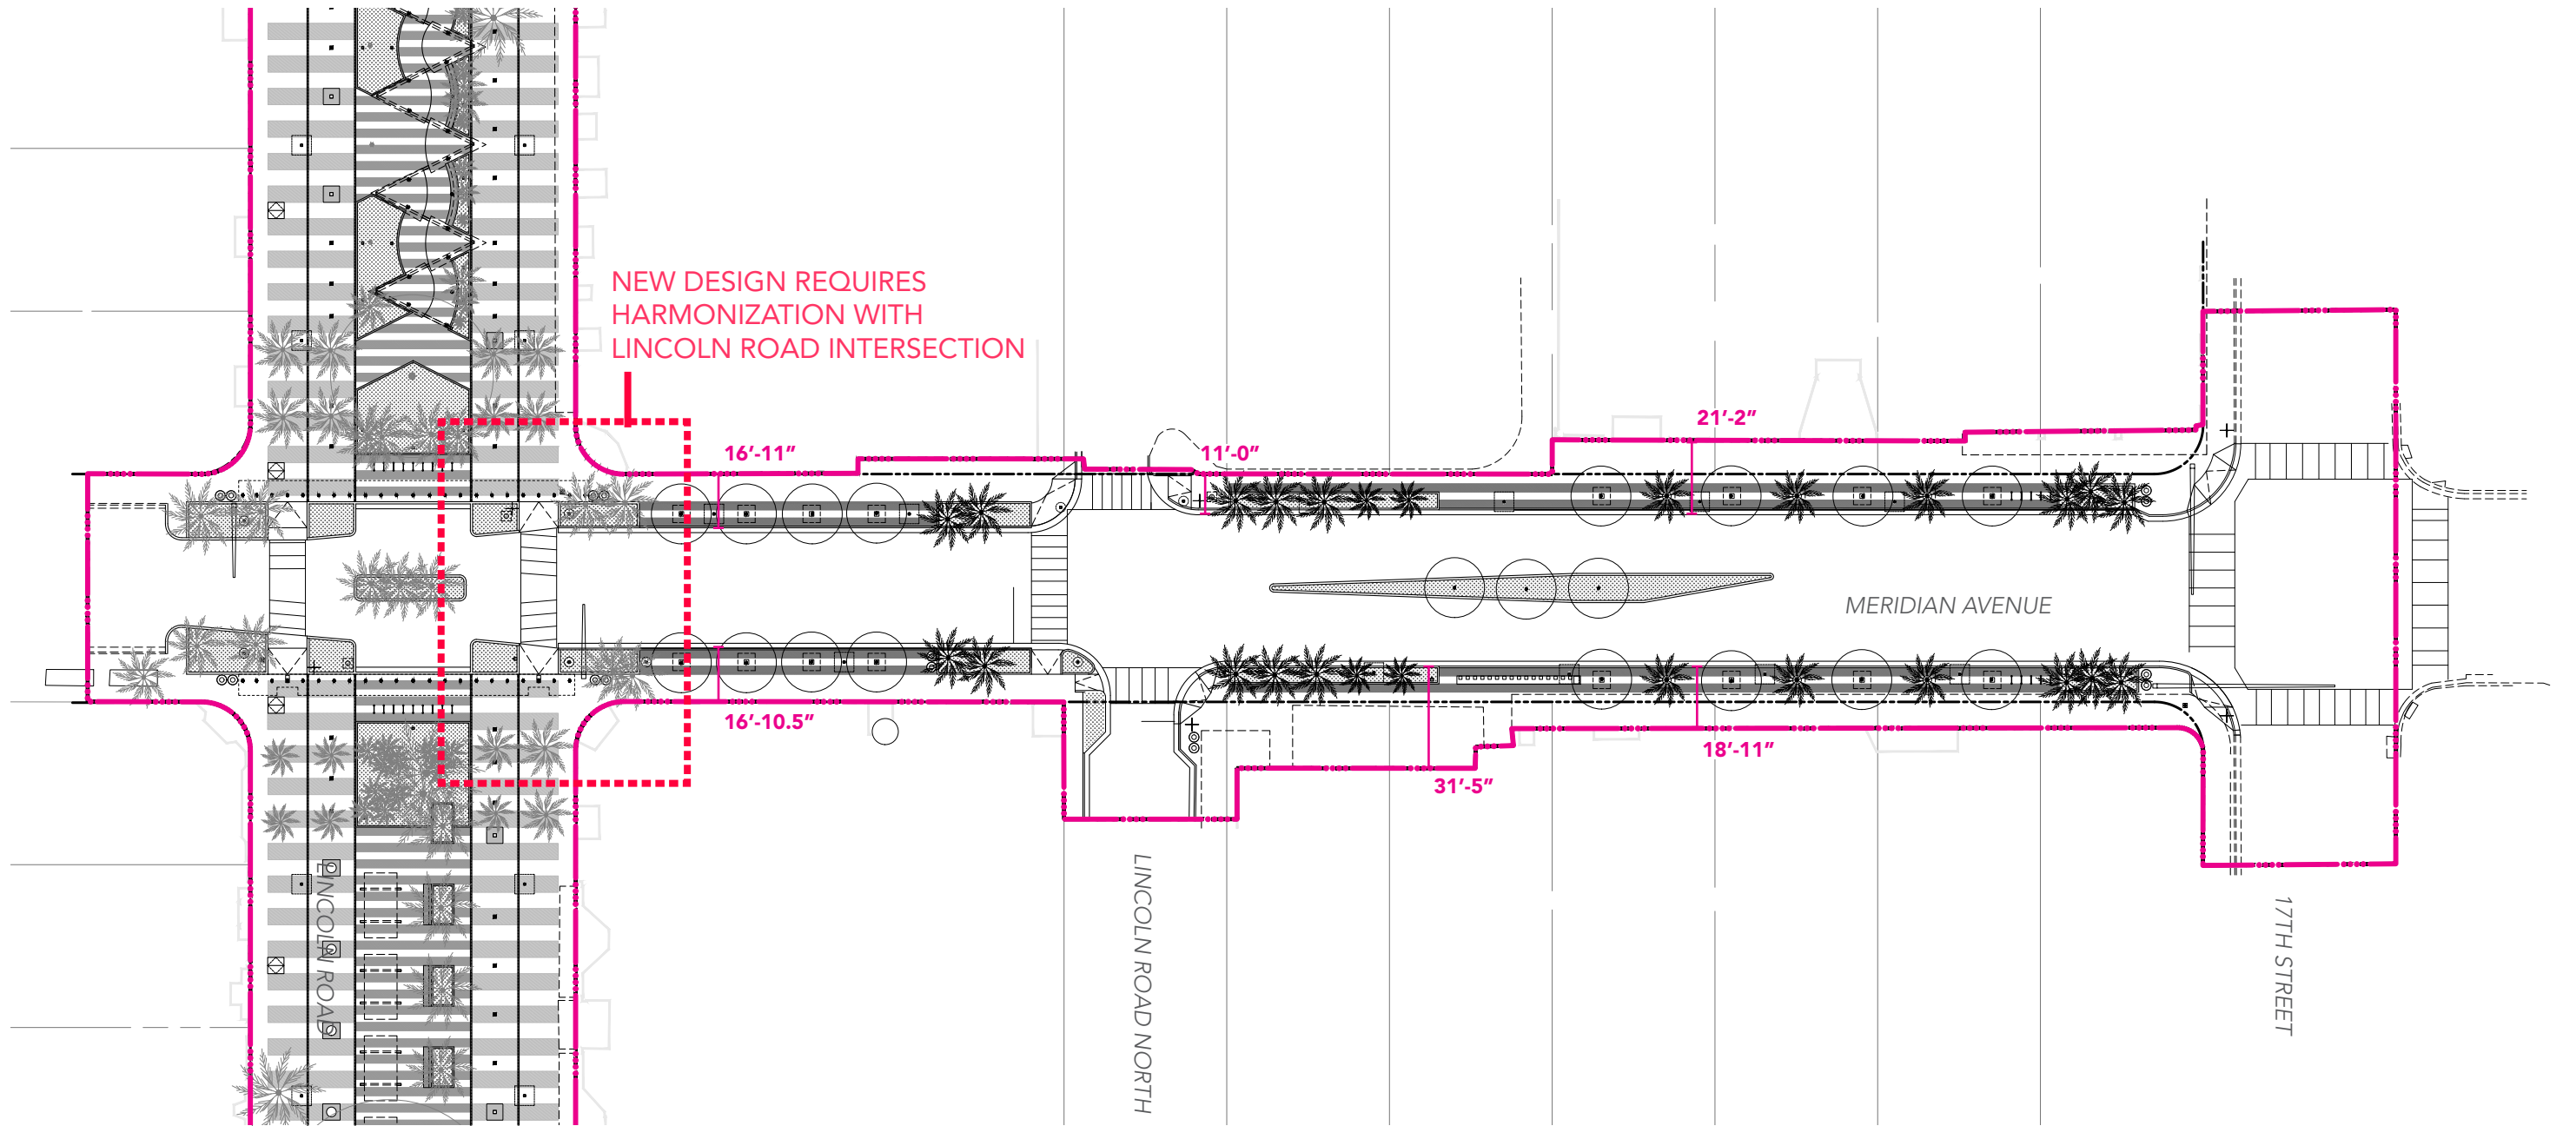 NEW DESIGN REQUIRES
HARMONIZATION WITH
LINCOLN ROAD INTERSECTION
16’-11”
11’-0”
21’-2”
MERIDIAN AVENUE
16’-10.5”
18’-11”
31’-5”
LINCOLN ROAD
LINCOLN ROAD NORTH
17TH STREET